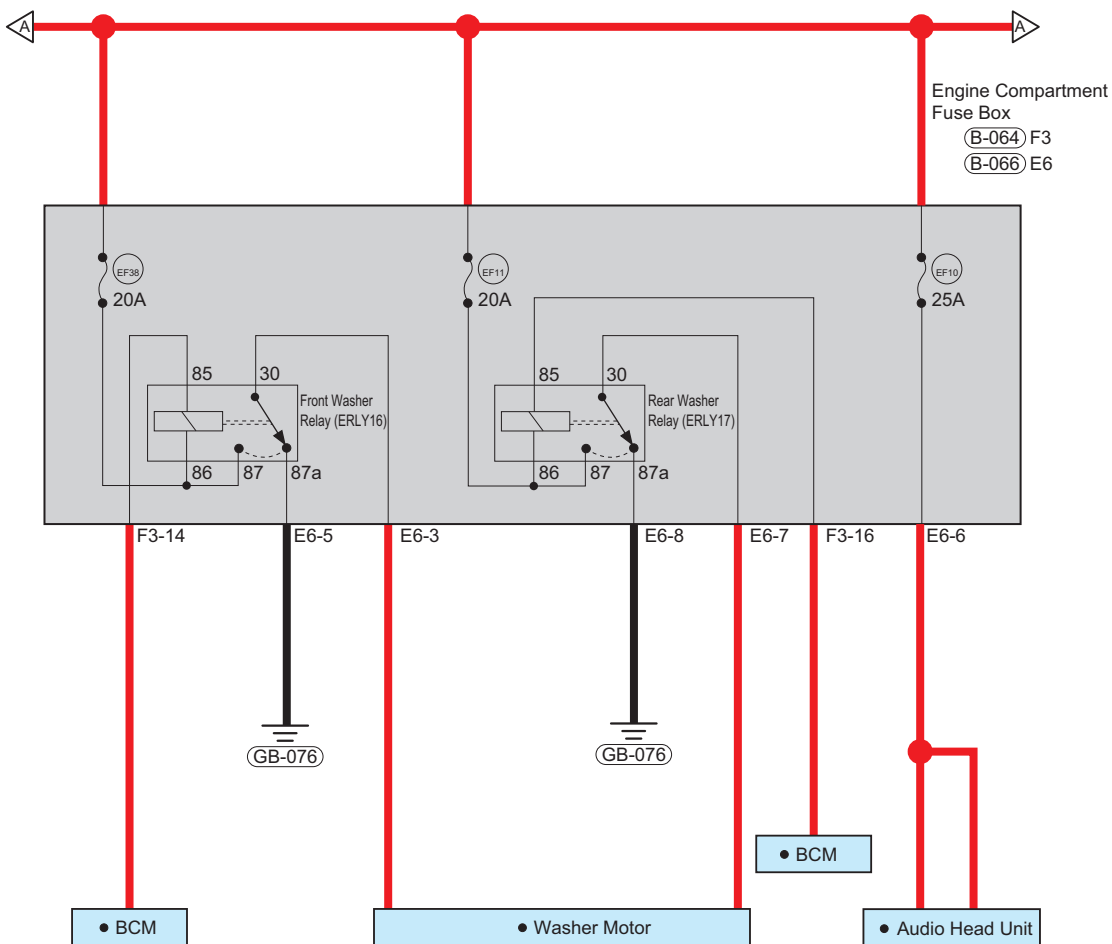 A
A
Engine Compartment
Fuse Box
B-064 F3
B-066 E6
EF38
20A
EF11
20A
EF10
25A
85
30
Front Washer
Relay (ERLY16)
86
87
87a
85
30
Rear Washer
Relay (ERLY17)
86
87
87a
F3-14
E6-5
E6-3
E6-8
E6-7
F3-16
E6-6
GB-076
GB-076
• BCM
• BCM
• Washer Motor
• Audio Head Unit